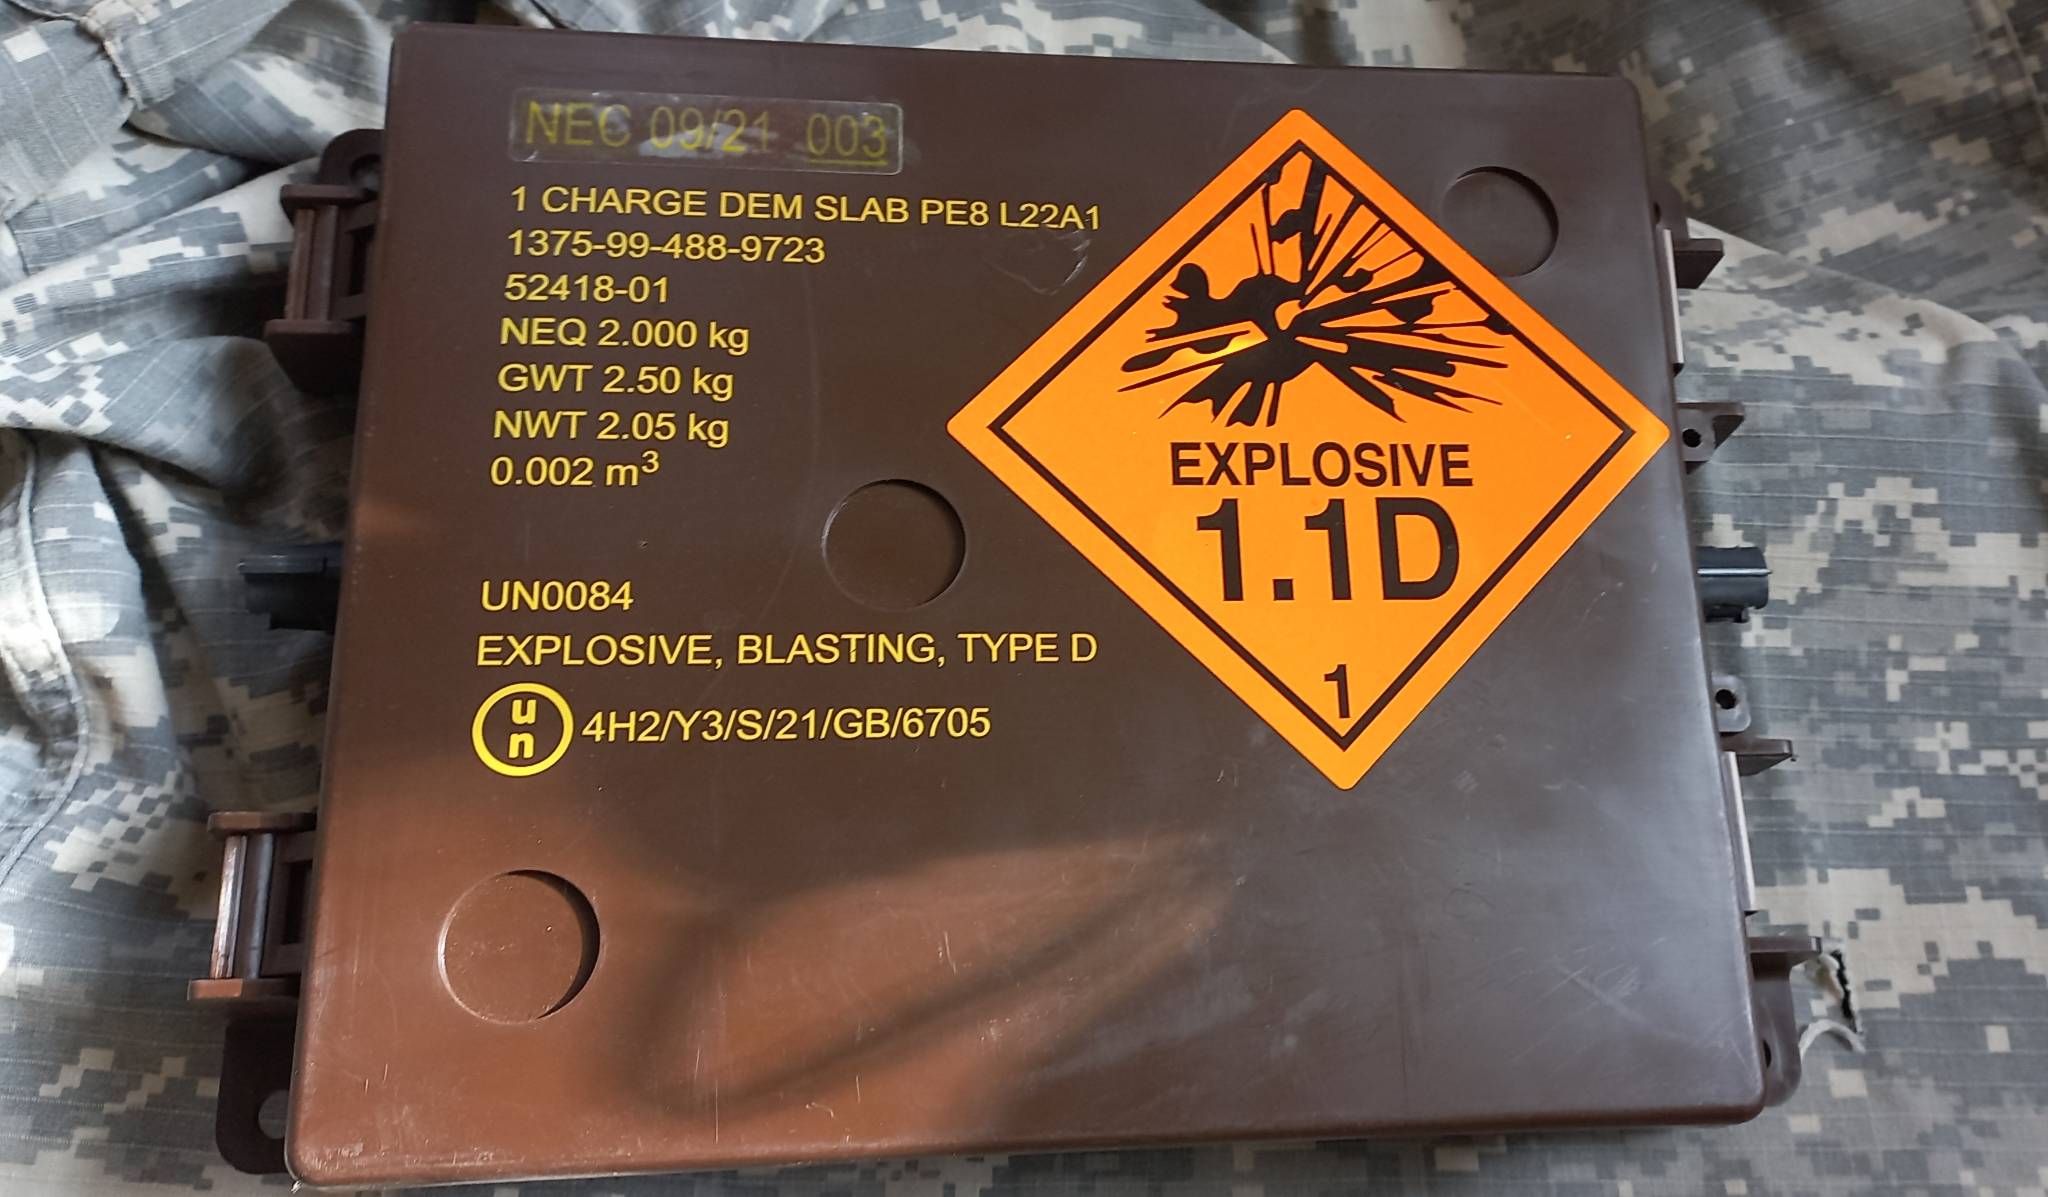 NEC 09/21 003
1 CHARGE DEM SLAB PE8 L22A1
1375-99-488-9723
52418-01
NEQ 2.000 kg
GWT 2.50 kg
NWT 2.05 kg
0.002 m³
UN0084
EXPLOSIVE, BLASTING, TYPE D
un 4H2/Y3/S/21/GB/6705
EXPLOSIVE
1.1D
1